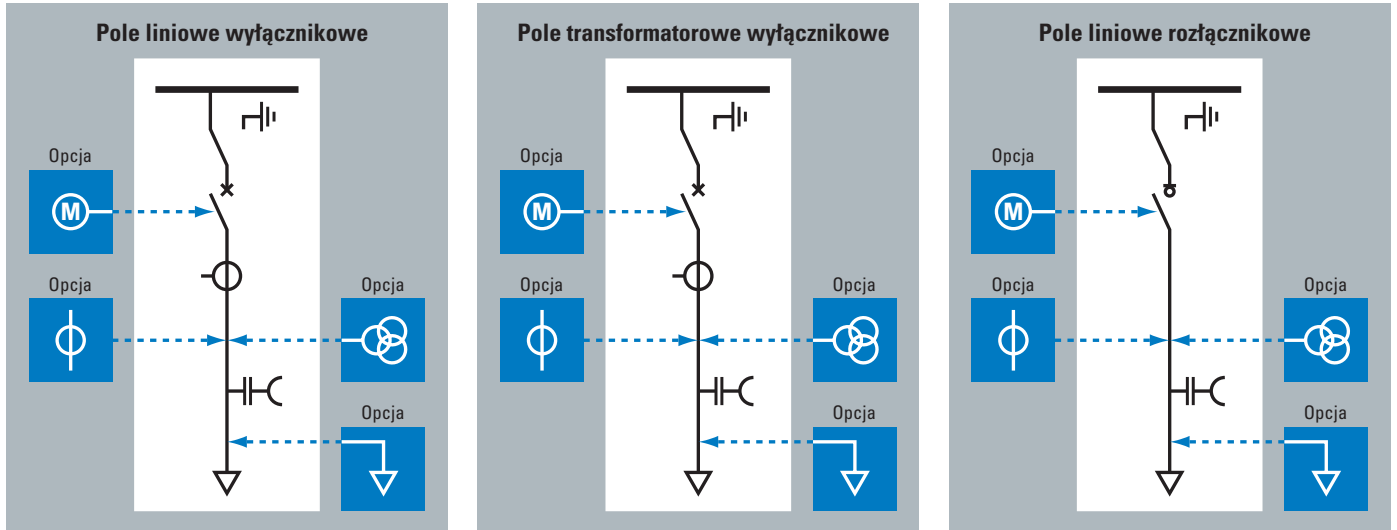 Pole liniowe wyłącznikowe
Opcja
M
Opcja
Opcja
Opcja
Pole transformatorowe wyłącznikowe
Opcja
M
Opcja
Opcja
Opcja
Pole liniowe rozłącznikowe
Opcja
M
Opcja
Opcja
Opcja